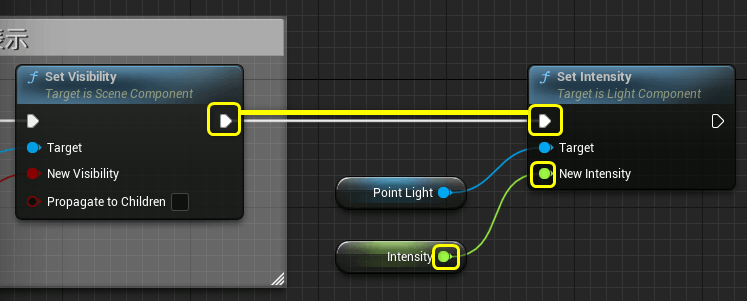 示
Set Visibility
Target is Scene Component
Target
New Visibility
Propagate to Children
Set Intensity
Target is Light Component
Target
New Intensity
Point Light
Intensity